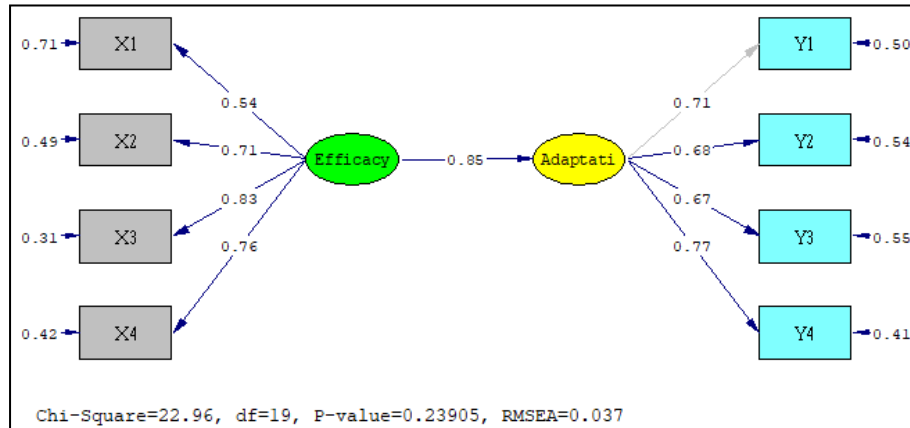 0.71 X1 Y1 0.50
0.54 0.71
0.49 X2 0.71 Efficacy 0.85 Adaptati 0.68 Y2 0.54
0.83 0.67
0.31 X3 Y3 0.55
0.76 0.77
0.42 X4 Y4 0.41
Chi-Square=22.96, df=19, P-value=0.23905, RMSEA=0.037